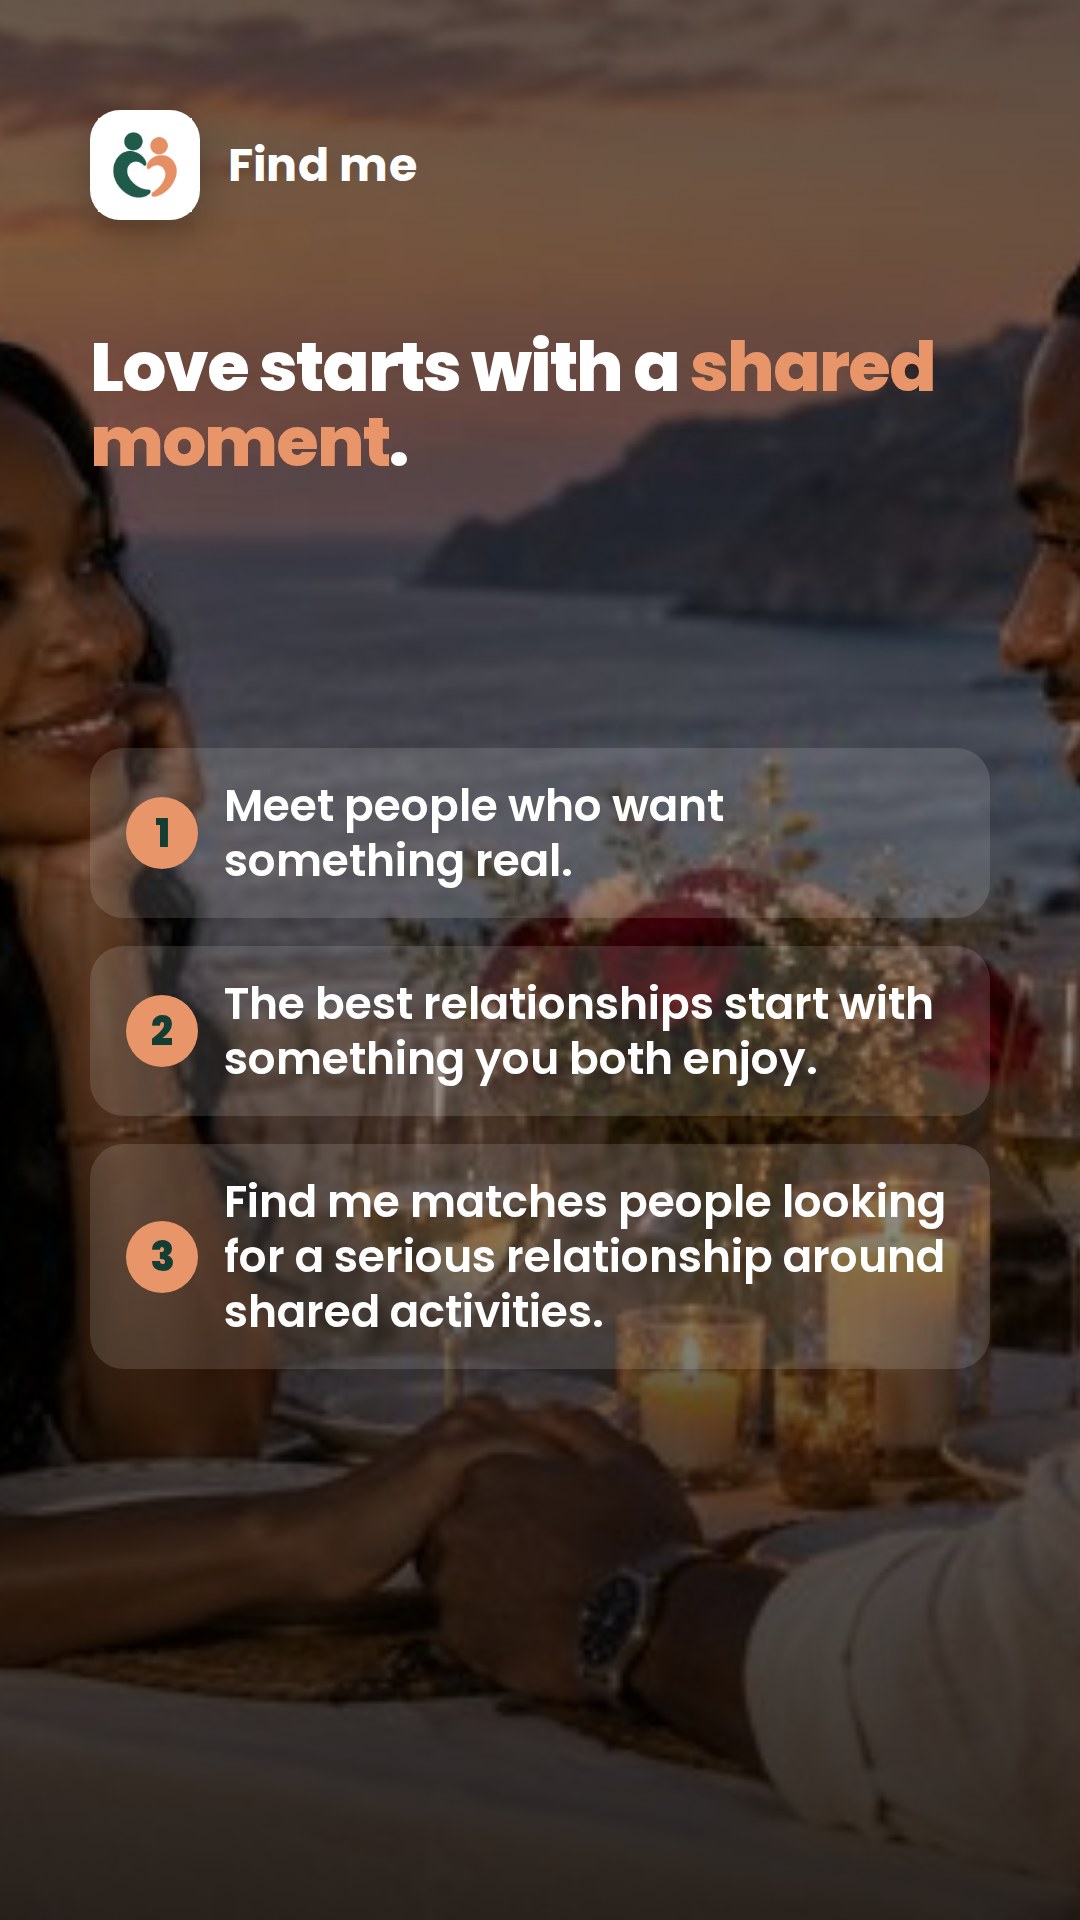 Find me
Love starts with a shared
moment.
1
Meet people who want
something real.
2
The best relationships start with
something you both enjoy.
3
Find me matches people looking
for a serious relationship around
shared activities.